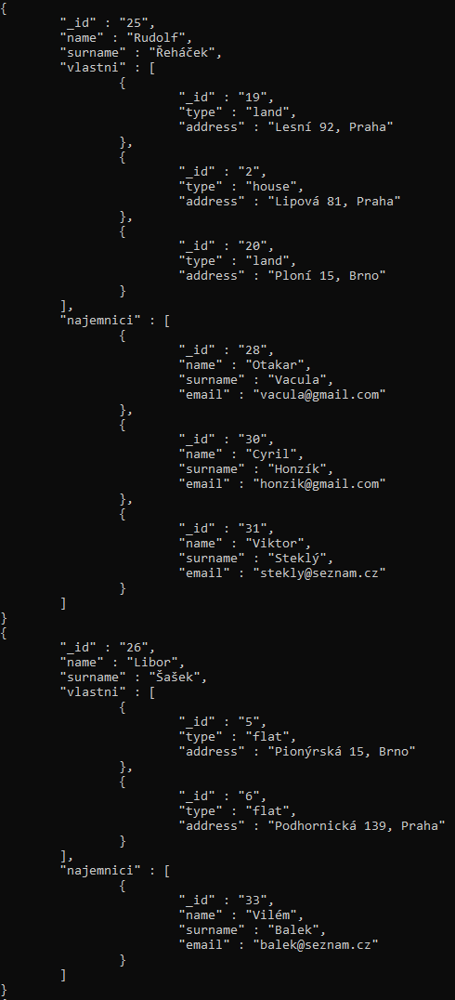 {
"_id" : "25",
"name" : "Rudolf",
"surname" : "Řeháček",
"vlastni" : [
{
"_id" : "19",
"type" : "land",
"address" : "Lesní 92, Praha"
},
{
"_id" : "2",
"type" : "house",
"address" : "Lipová 81, Praha"
},
{
"_id" : "20",
"type" : "land",
"address" : "Ploní 15, Brno"
}
],
"najemnici" : [
{
"_id" : "28",
"name" : "Otakar",
"surname" : "Vacula",
"email" : "vacula@gmail.com"
},
{
"_id" : "30",
"name" : "Cyril",
"surname" : "Honzík",
"email" : "honzik@gmail.com"
},
{
"_id" : "31",
"name" : "Viktor",
"surname" : "Steklý",
"email" : "stekly@seznam.cz"
}
]
}
{
"_id" : "26",
"name" : "Libor",
"surname" : "Šašek",
"vlastni" : [
{
"_id" : "5",
"type" : "flat",
"address" : "Pionýrská 15, Brno"
},
{
"_id" : "6",
"type" : "flat",
"address" : "Podhornická 139, Praha"
}
],
"najemnici" : [
{
"_id" : "33",
"name" : "Vilém",
"surname" : "Balek",
"email" : "balek@seznam.cz"
}
]
}